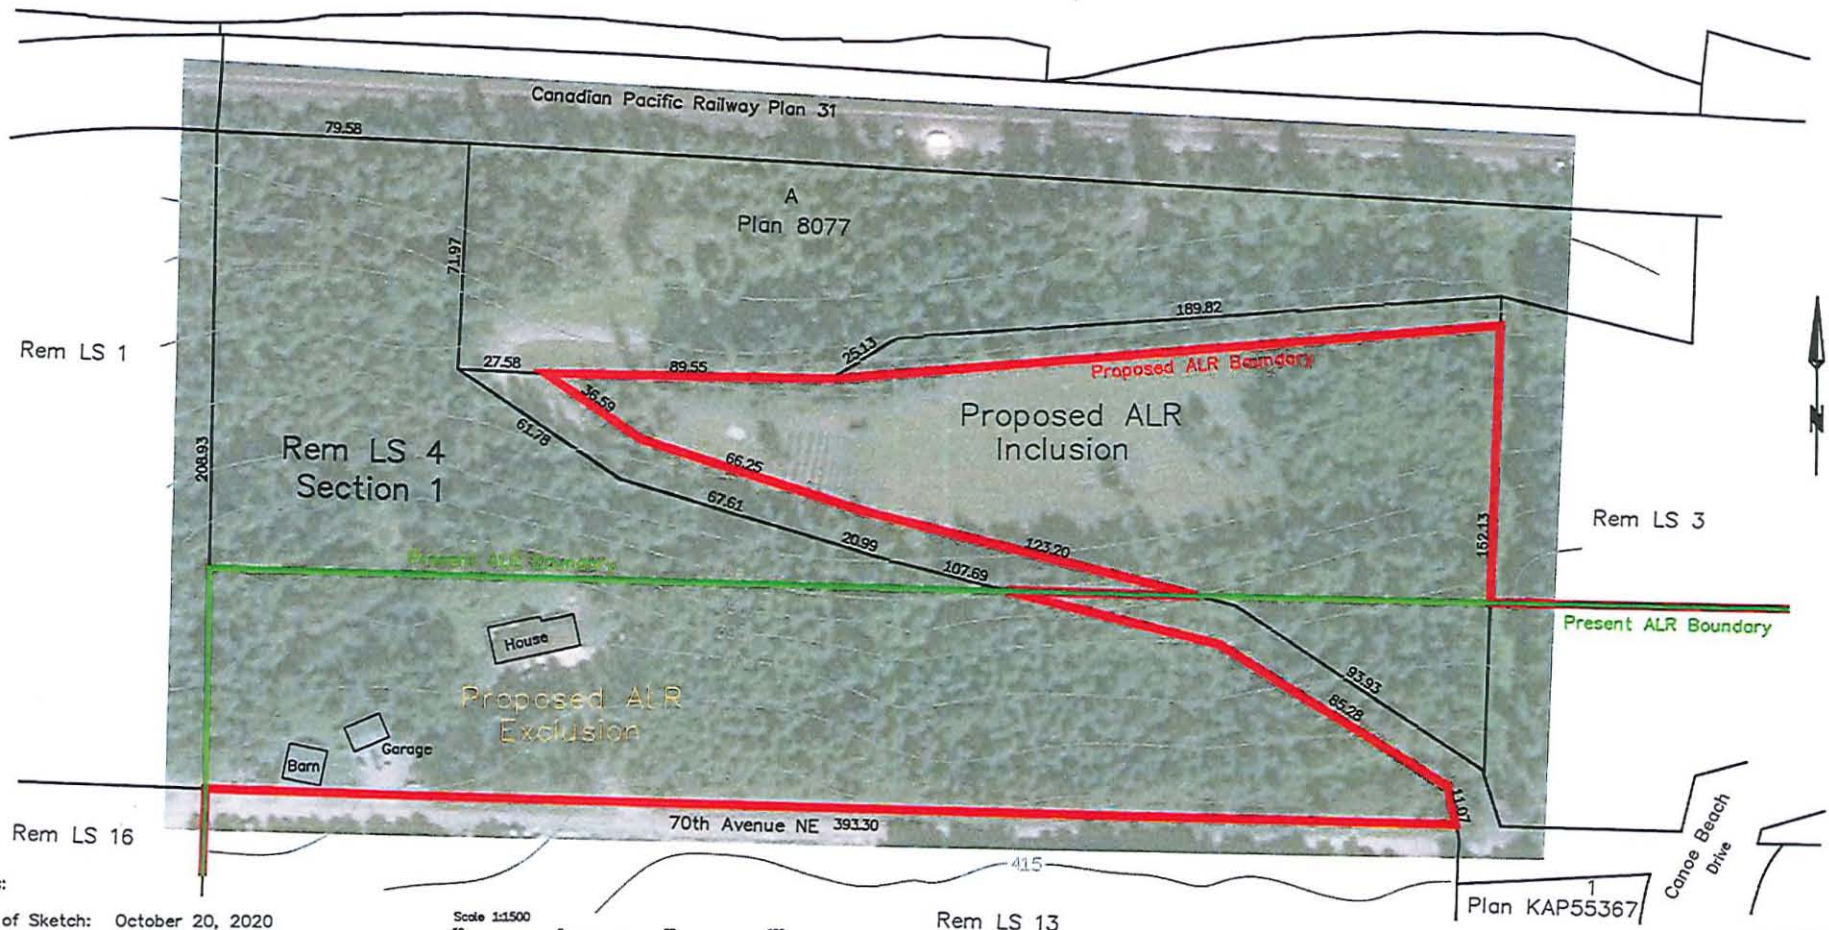 Canadian Pacific Railway Plan 31
79.58
A
Plan 8077
71.97
189.82
25.13
Rem LS 1
27.58
89.55
Proposed ALR Boundary
36.59
Proposed ALR
Inclusion
61.78
Rem LS 4
Section 1
208.93
66.25
67.61
Rem LS 3
152.13
20.99
123.20
107.69
Present ALR Boundary
Present ALR Boundary
House
93.93
85.28
Proposed ALR
Exclusion
Garage
Barn
11.07
70th Avenue NE 393.30
Rem LS 16
415
Canoe Beach
Drive
1
Plan KAP55367
of Sketch: October 20, 2020
Scale 1:1500
Rem LS 13
N